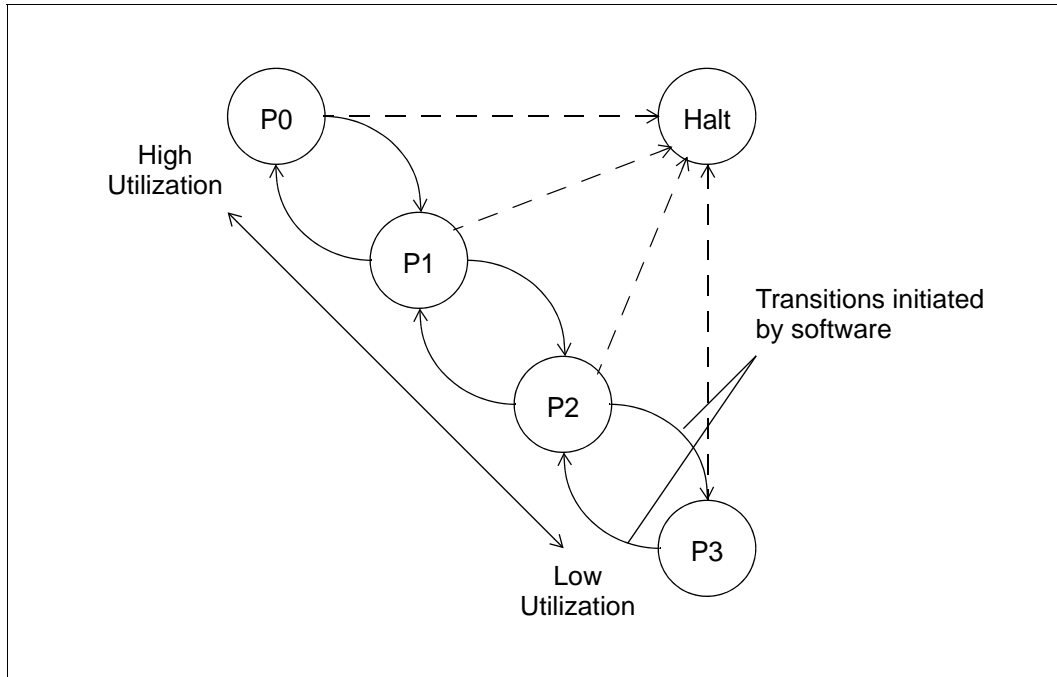 P0
Halt
High
Utilization
P1
Transitions initiated
by software
P2
P3
Low
Utilization